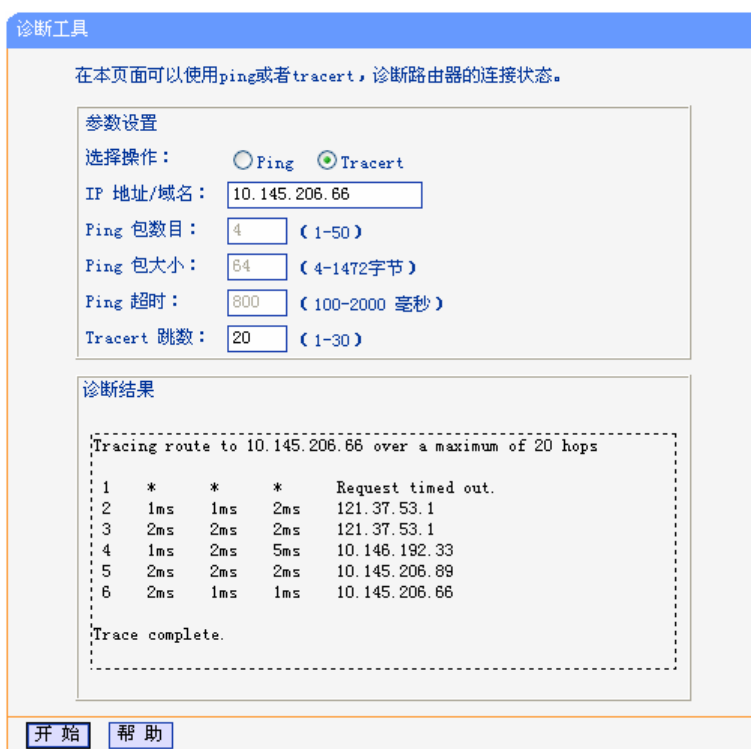 诊断工具
在本页面可以使用ping或者tracert，诊断路由器的连接状态。
参数设置
选择操作： Ping Tracert
IP 地址/域名： 10.145.206.66
Ping 包数目： 4 （1-50）
Ping 包大小： 64 （4-1472字节）
Ping 超时： 800 （100-2000 毫秒）
Tracert 跳数： 20 （1-30）
诊断结果
Tracing route to 10.145.206.66 over a maximum of 20 hops
1 * * * Request timed out.
2 1ms 1ms 2ms 121.37.53.1
3 2ms 2ms 2ms 121.37.53.1
4 1ms 2ms 5ms 10.146.192.33
5 2ms 2ms 2ms 10.145.206.89
6 2ms 1ms 1ms 10.145.206.66
Trace complete.
开 始 帮 助